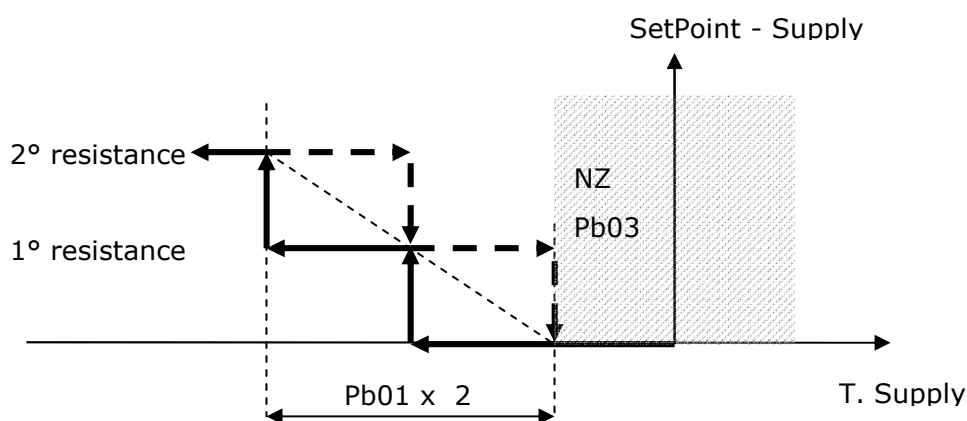 SetPoint - Supply
2° resistance
NZ
Pb03
1° resistance
Pb01 x 2
T. Supply